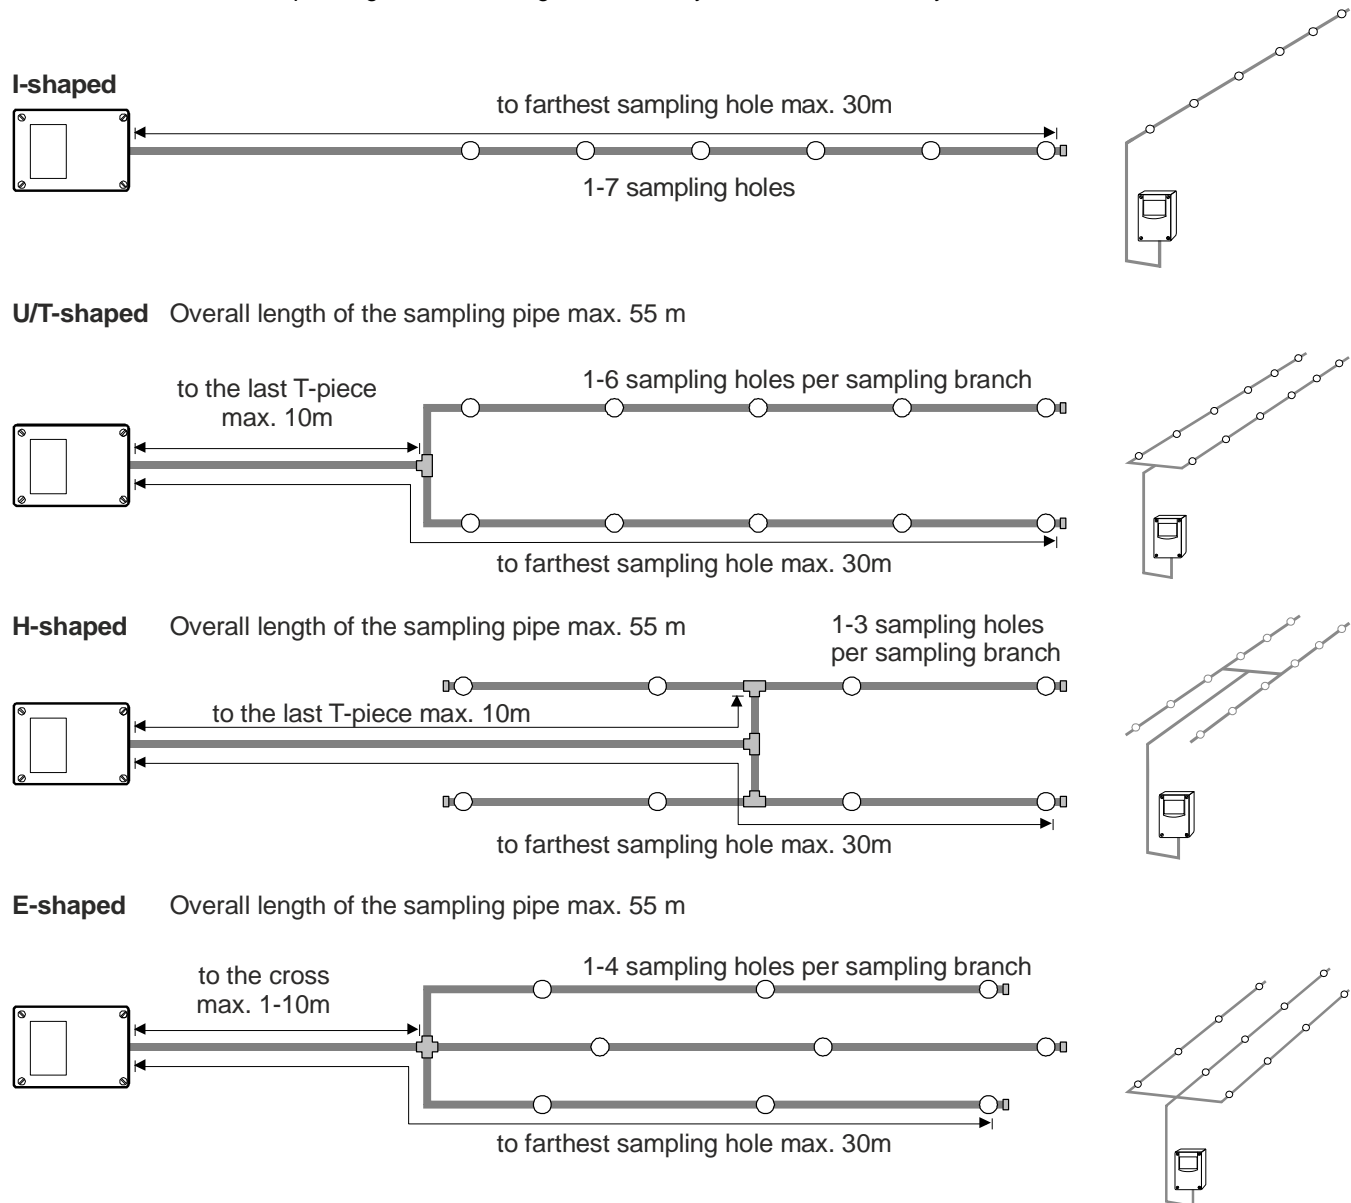 I-shaped
to farthest sampling hole max. 30m
1-7 sampling holes
U/T-shaped Overall length of the sampling pipe max. 55 m
to the last T-piece
max. 10m
1-6 sampling holes per sampling branch
to farthest sampling hole max. 30m
H-shaped Overall length of the sampling pipe max. 55 m
1-3 sampling holes
per sampling branch
to the last T-piece max. 10m
to farthest sampling hole max. 30m
E-shaped Overall length of the sampling pipe max. 55 m
to the cross
max. 1-10m
1-4 sampling holes per sampling branch
to farthest sampling hole max. 30m